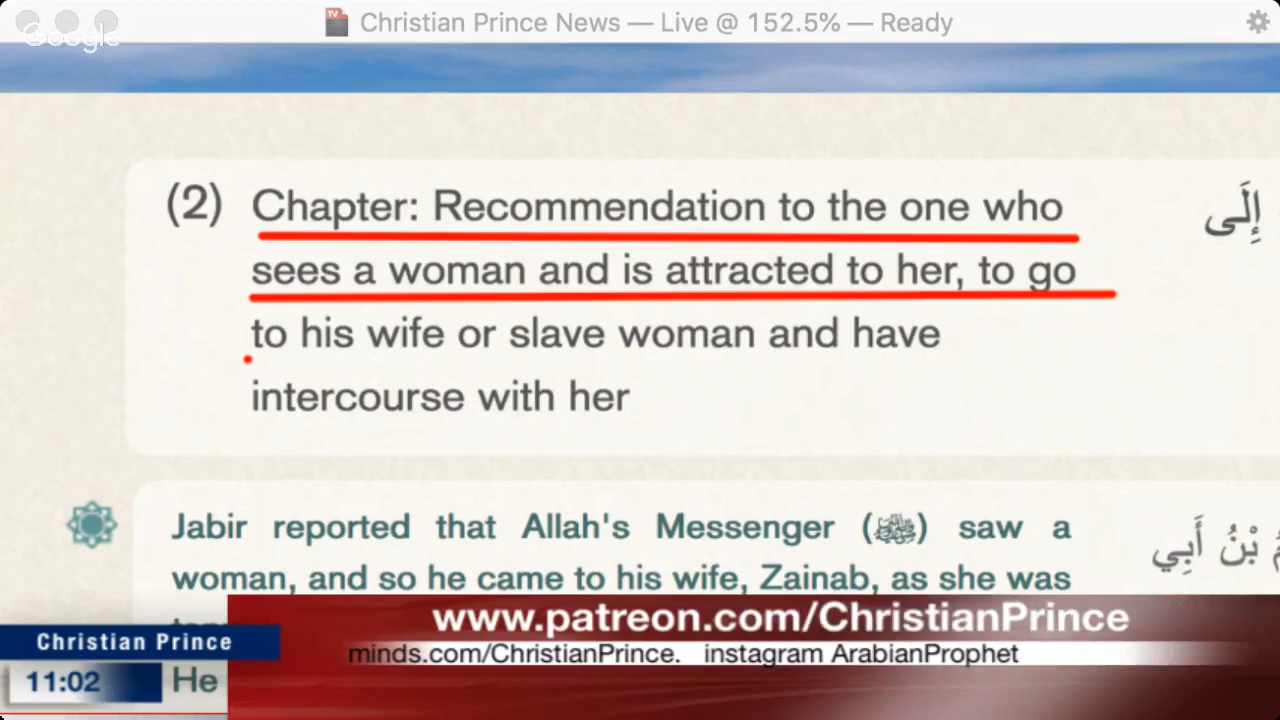 Christian Prince News — Live @ 152.5% — Ready
Google
(2) Chapter: Recommendation to the one who
sees a woman and is attracted to her, to go
to his wife or slave woman and have
intercourse with her
إِلَى
Jabir reported that Allah's Messenger (ﷺ) saw a
woman, and so he came to his wife, Zainab, as she was
بْنُ أَبِي
He
www.patreon.com/ChristianPrince
Christian Prince
minds.com/ChristianPrince. instagram ArabianProphet
11:02
TV